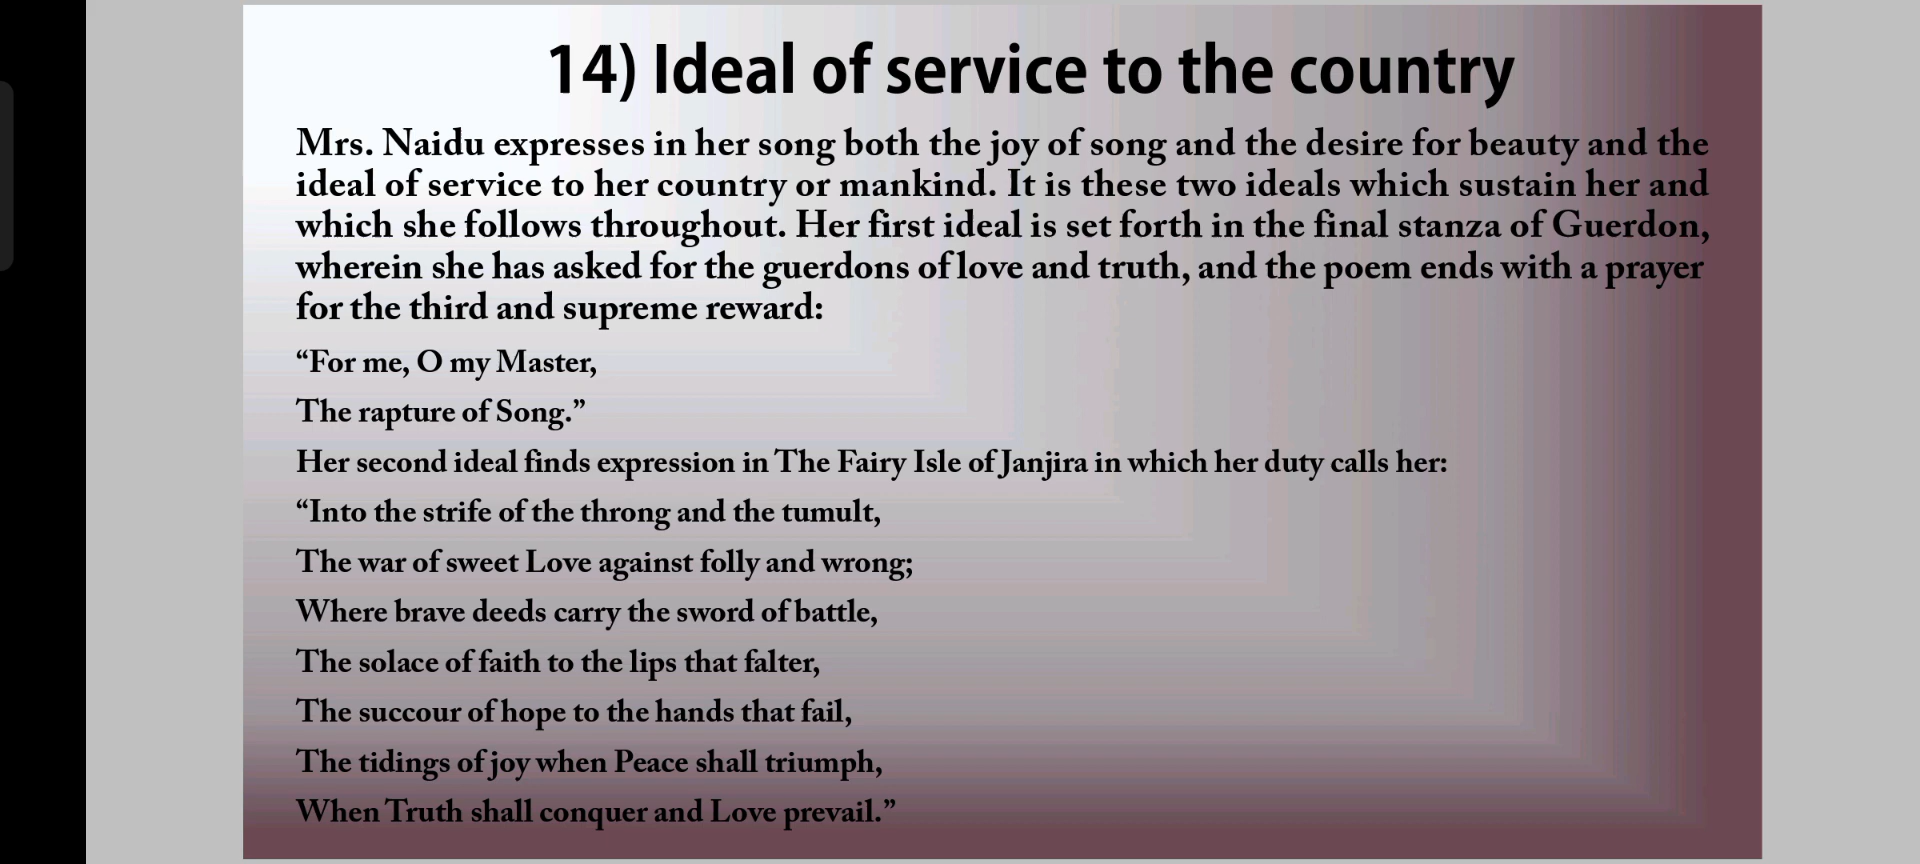 14) Ideal of service to the country
Mrs. Naidu expresses in her song both the joy of song and the desire for beauty and the
ideal of service to her country or mankind. It is these two ideals which sustain her and
which she follows throughout. Her first ideal is set forth in the final stanza of Guerdon,
wherein she has asked for the guerdons of love and truth, and the poem ends with a prayer
for the third and supreme reward:
“For me, O my Master,
The rapture of Song.”
Her second ideal finds expression in The Fairy Isle of Janjira in which her duty calls her:
“Into the strife of the throng and the tumult,
The war of sweet Love against folly and wrong;
Where brave deeds carry the sword of battle,
The solace of faith to the lips that falter,
The succour of hope to the hands that fail,
The tidings of joy when Peace shall triumph,
When Truth shall conquer and Love prevail.”